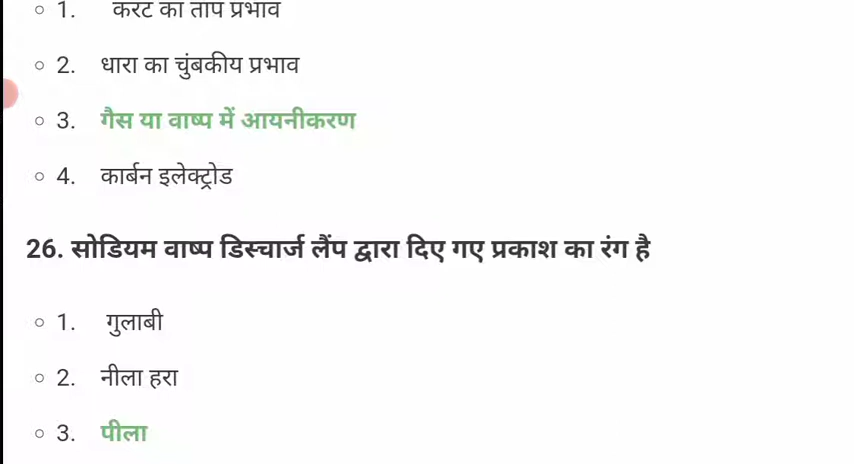 1. करंट का ताप प्रभाव
2. धारा का चुंबकीय प्रभाव
3. गैस या वाष्प में आयनीकरण
4. कार्बन इलेक्ट्रोड
26. सोडियम वाष्प डिस्चार्ज लैंप द्वारा दिए गए प्रकाश का रंग है
1. गुलाबी
2. नीला हरा
3. पीला